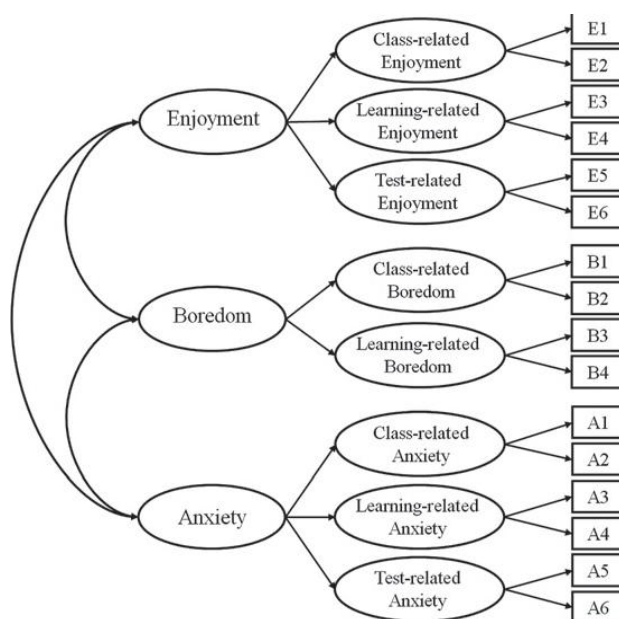 Enjoyment
Class-related
Enjoyment
E1
E2
Learning-related
Enjoyment
E3
E4
Test-related
Enjoyment
E5
E6
Boredom
Class-related
Boredom
B1
B2
Learning-related
Boredom
B3
B4
Anxiety
Class-related
Anxiety
A1
A2
Learning-related
Anxiety
A3
A4
Test-related
Anxiety
A5
A6